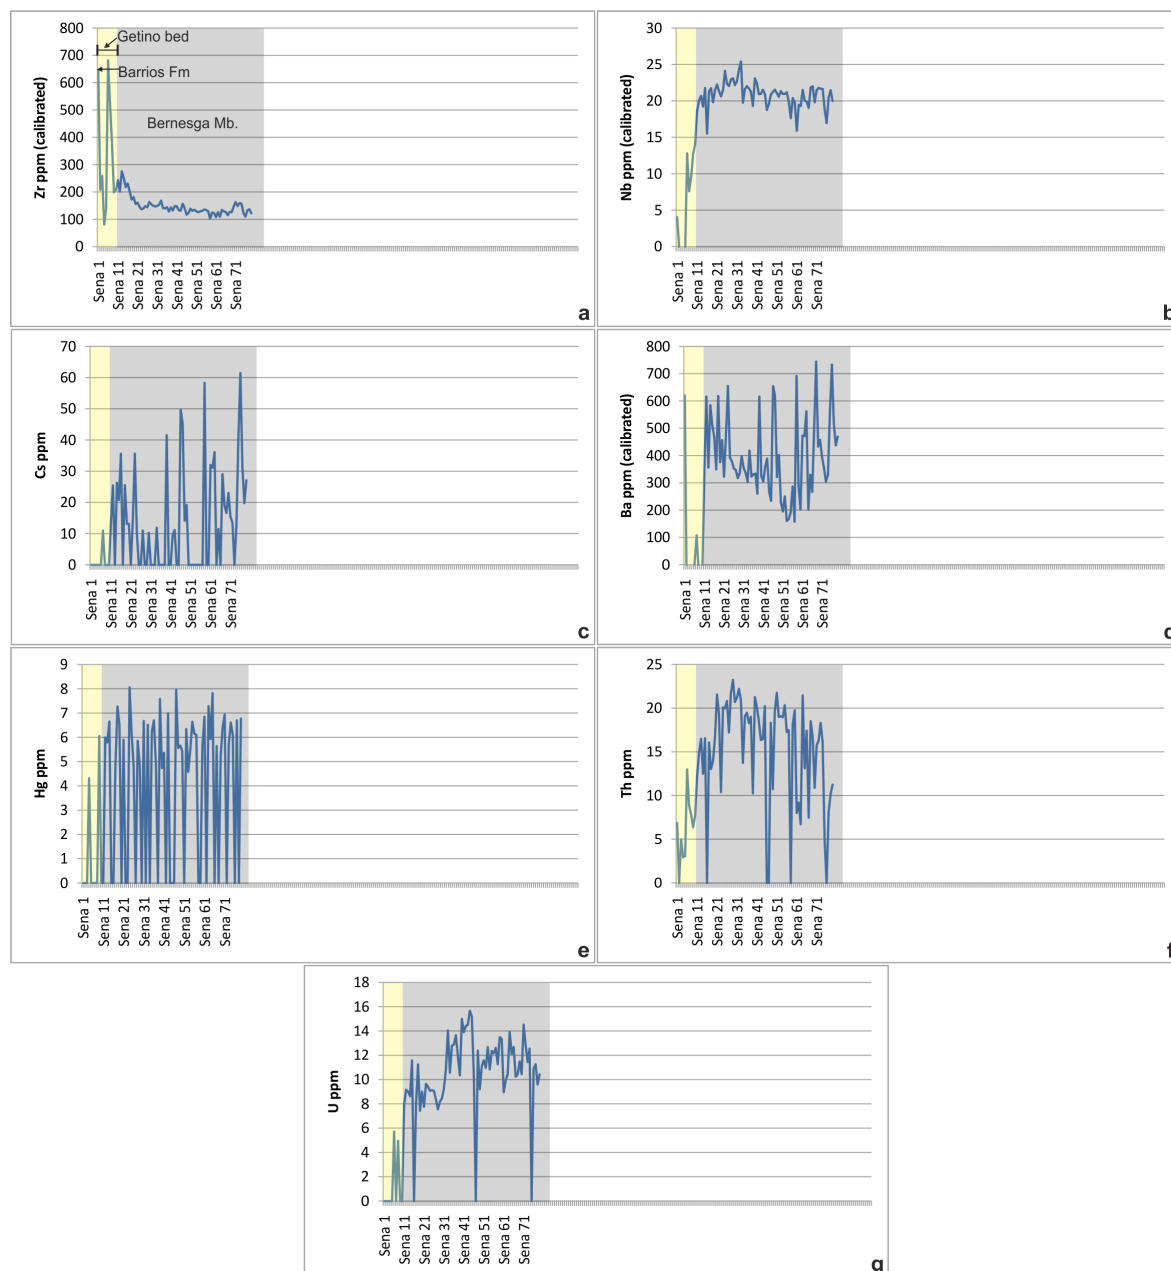 800
700
600
500
400
300
200
100
0
Zr ppm (calibrated)
Getino bed
Barrios Fm
Bernesga Mb.
Sena 1
Sena 11
Sena 21
Sena 31
Sena 41
Sena 51
Sena 61
Sena 71
a
30
25
20
15
10
5
0
Nb ppm (calibrated)
Sena 1
Sena 11
Sena 21
Sena 31
Sena 41
Sena 51
Sena 61
Sena 71
b
70
60
50
40
30
20
10
0
Cs ppm
Sena 1
Sena 11
Sena 21
Sena 31
Sena 41
Sena 51
Sena 61
Sena 71
c
800
700
600
500
400
300
200
100
0
Ba ppm (calibrated)
Sena 1
Sena 11
Sena 21
Sena 31
Sena 41
Sena 51
Sena 61
Sena 71
d
9
8
7
6
5
4
3
2
1
0
Hg ppm
Sena 1
Sena 11
Sena 21
Sena 31
Sena 41
Sena 51
Sena 61
Sena 71
e
25
20
15
10
5
0
Th ppm
Sena 1
Sena 11
Sena 21
Sena 31
Sena 41
Sena 51
Sena 61
Sena 71
f
18
16
14
12
10
8
6
4
2
0
U ppm
Sena 1
Sena 11
Sena 21
Sena 31
Sena 41
Sena 51
Sena 61
Sena 71
g